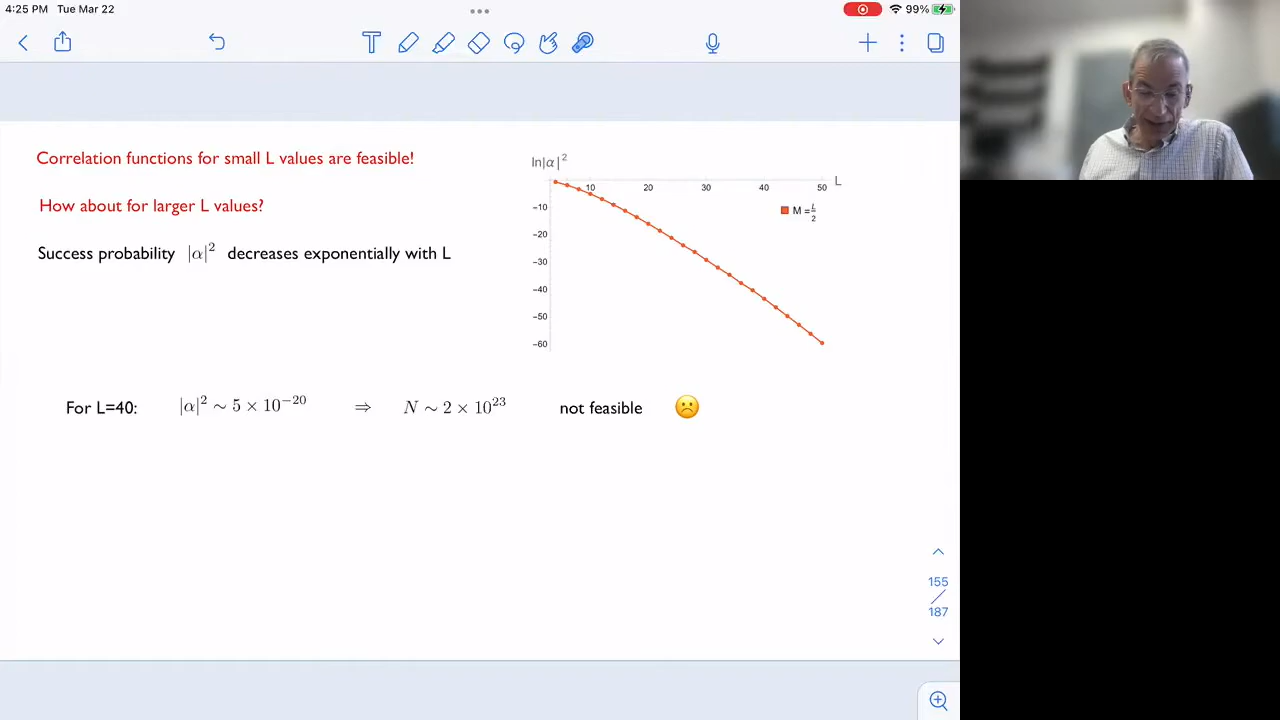 4:25 PM Tue Mar 22
99%
Correlation functions for small L values are feasible!
How about for larger L values?
Success probability |α|² decreases exponentially with L
ln|α|²
10 20 30 40 50 L
M = L/2
-10
-20
-30
-40
-50
-60
For L=40: |α|² ∼ 5 × 10⁻²⁰ ⇒ N ∼ 2 × 10²³ not feasible
155
187